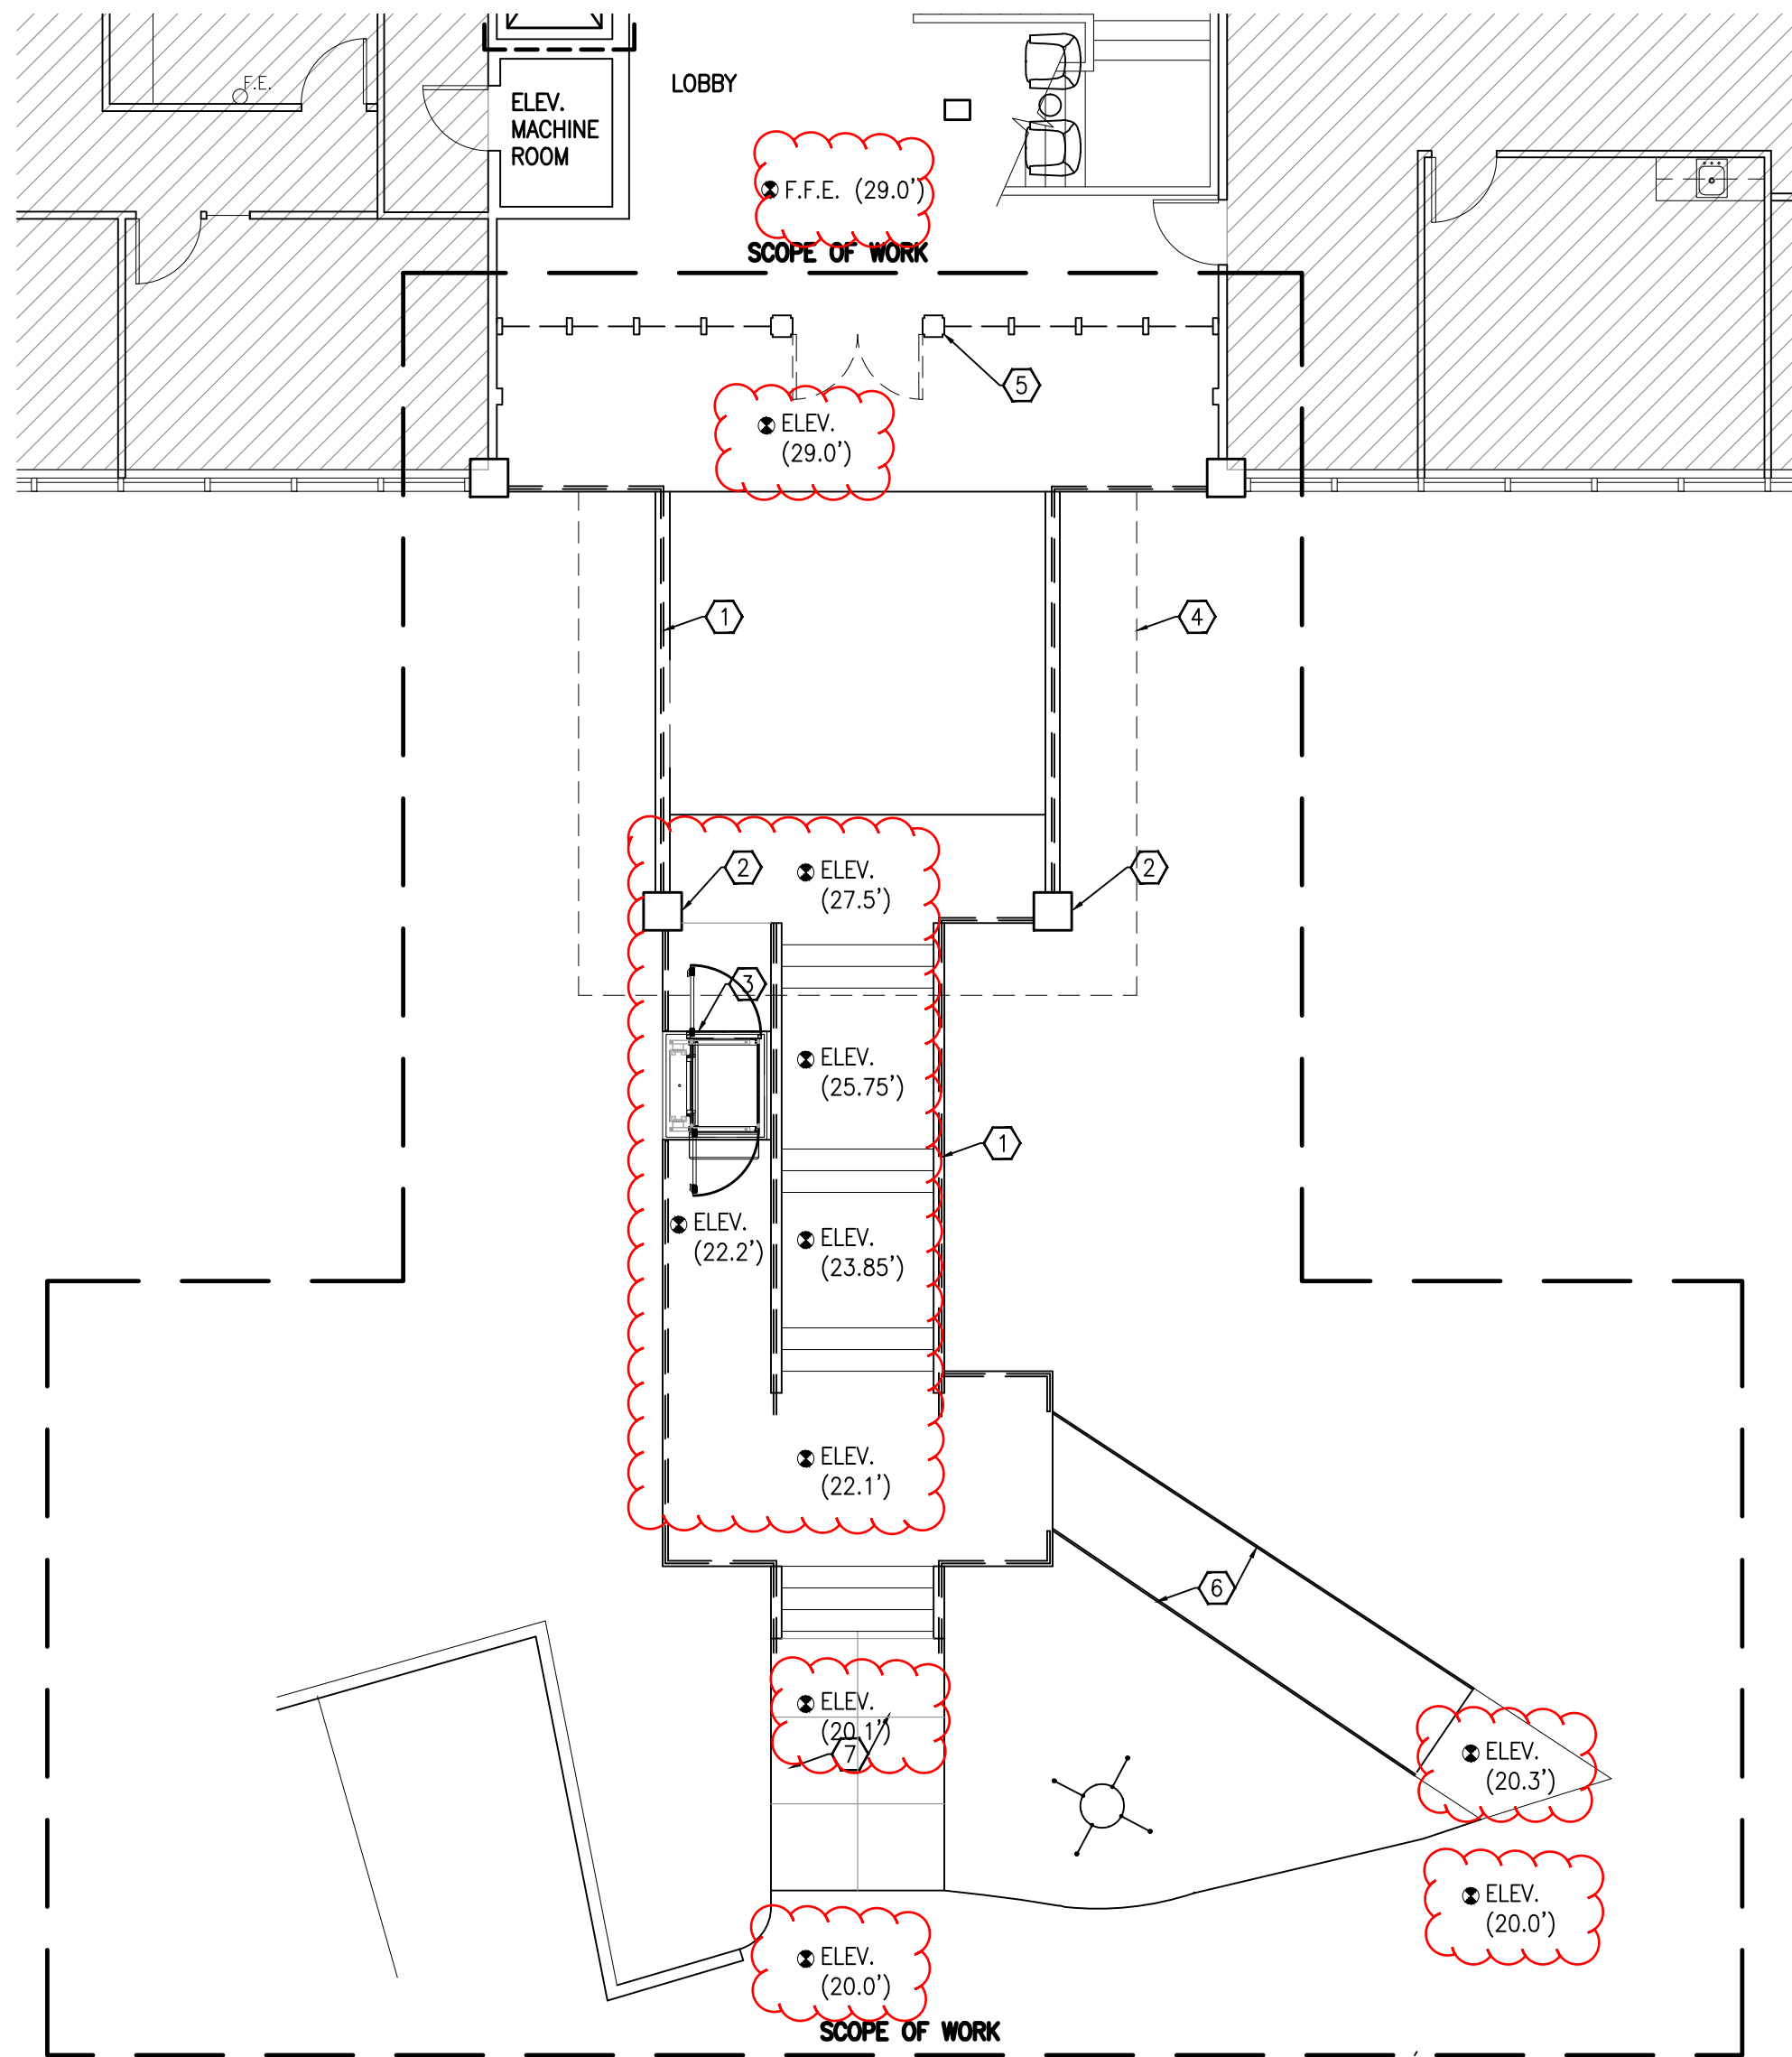 F.E.
LOBBY
ELEV.
MACHINE
ROOM
F.F.E. (29.0')
SCOPE OF WORK
5
ELEV.
(29.0')
1
4
2
2
ELEV.
(27.5')
3
ELEV.
(25.75')
1
ELEV.
(22.2')
ELEV.
(23.85')
ELEV.
(22.1')
6
ELEV.
(20.1')
7
ELEV.
(20.3')
ELEV.
(20.0')
ELEV.
(20.0')
SCOPE OF WORK